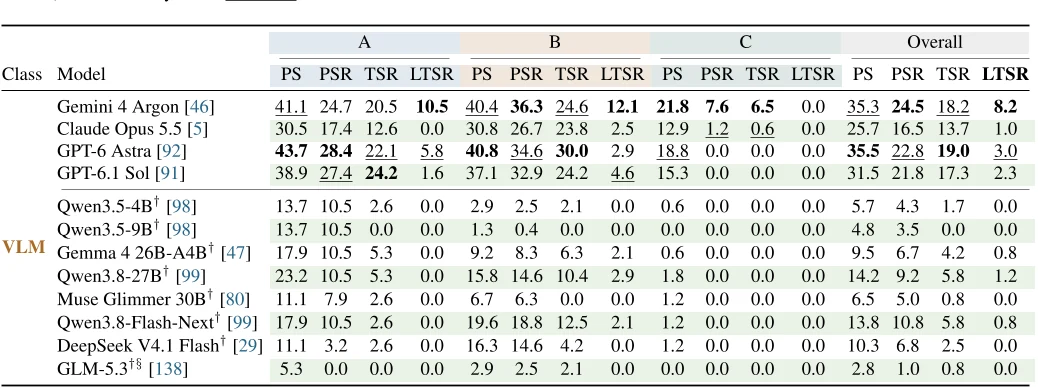 A B C Overall
Class Model PS PSR TSR LTSR PS PSR TSR LTSR PS PSR TSR LTSR PS PSR TSR LTSR
Gemini 4 Argon [46] 41.1 24.7 20.5 10.5 40.4 36.3 24.6 12.1 21.8 7.6 6.5 0.0 35.3 24.5 18.2 8.2
Claude Opus 5.5 [5] 30.5 17.4 12.6 0.0 30.8 26.7 23.8 2.5 12.9 1.2 0.6 0.0 25.7 16.5 13.7 1.0
GPT-6 Astra [92] 43.7 28.4 22.1 5.8 40.8 34.6 30.0 2.9 18.8 0.0 0.0 0.0 35.5 22.8 19.0 3.0
GPT-6.1 Sol [91] 38.9 27.4 24.2 1.6 37.1 32.9 24.2 4.6 15.3 0.0 0.0 0.0 31.5 21.8 17.3 2.3
Qwen3.5-4B† [98] 13.7 10.5 2.6 0.0 2.9 2.5 2.1 0.0 0.6 0.0 0.0 0.0 5.7 4.3 1.7 0.0
Qwen3.5-9B† [98] 13.7 10.5 0.0 0.0 1.3 0.4 0.0 0.0 0.0 0.0 0.0 0.0 4.8 3.5 0.0 0.0
VLM Gemma 4 26B-A4B† [47] 17.9 10.5 5.3 0.0 9.2 8.3 6.3 2.1 0.6 0.0 0.0 0.0 9.5 6.7 4.2 0.8
Qwen3.8-27B† [99] 23.2 10.5 5.3 0.0 15.8 14.6 10.4 2.9 1.8 0.0 0.0 0.0 14.2 9.2 5.8 1.2
Muse Glimmer 30B† [80] 11.1 7.9 2.6 0.0 6.7 6.3 0.0 0.0 1.2 0.0 0.0 0.0 6.5 5.0 0.8 0.0
Qwen3.8-Flash-Next† [99] 17.9 10.5 2.6 0.0 19.6 18.8 12.5 2.1 1.2 0.0 0.0 0.0 13.8 10.8 5.8 0.8
DeepSeek V4.1 Flash† [29] 11.1 3.2 2.6 0.0 16.3 14.6 4.2 0.0 1.2 0.0 0.0 0.0 10.3 6.8 2.5 0.0
GLM-5.3†§ [138] 5.3 0.0 0.0 0.0 2.9 2.5 2.1 0.0 0.0 0.0 0.0 0.0 2.8 1.0 0.8 0.0